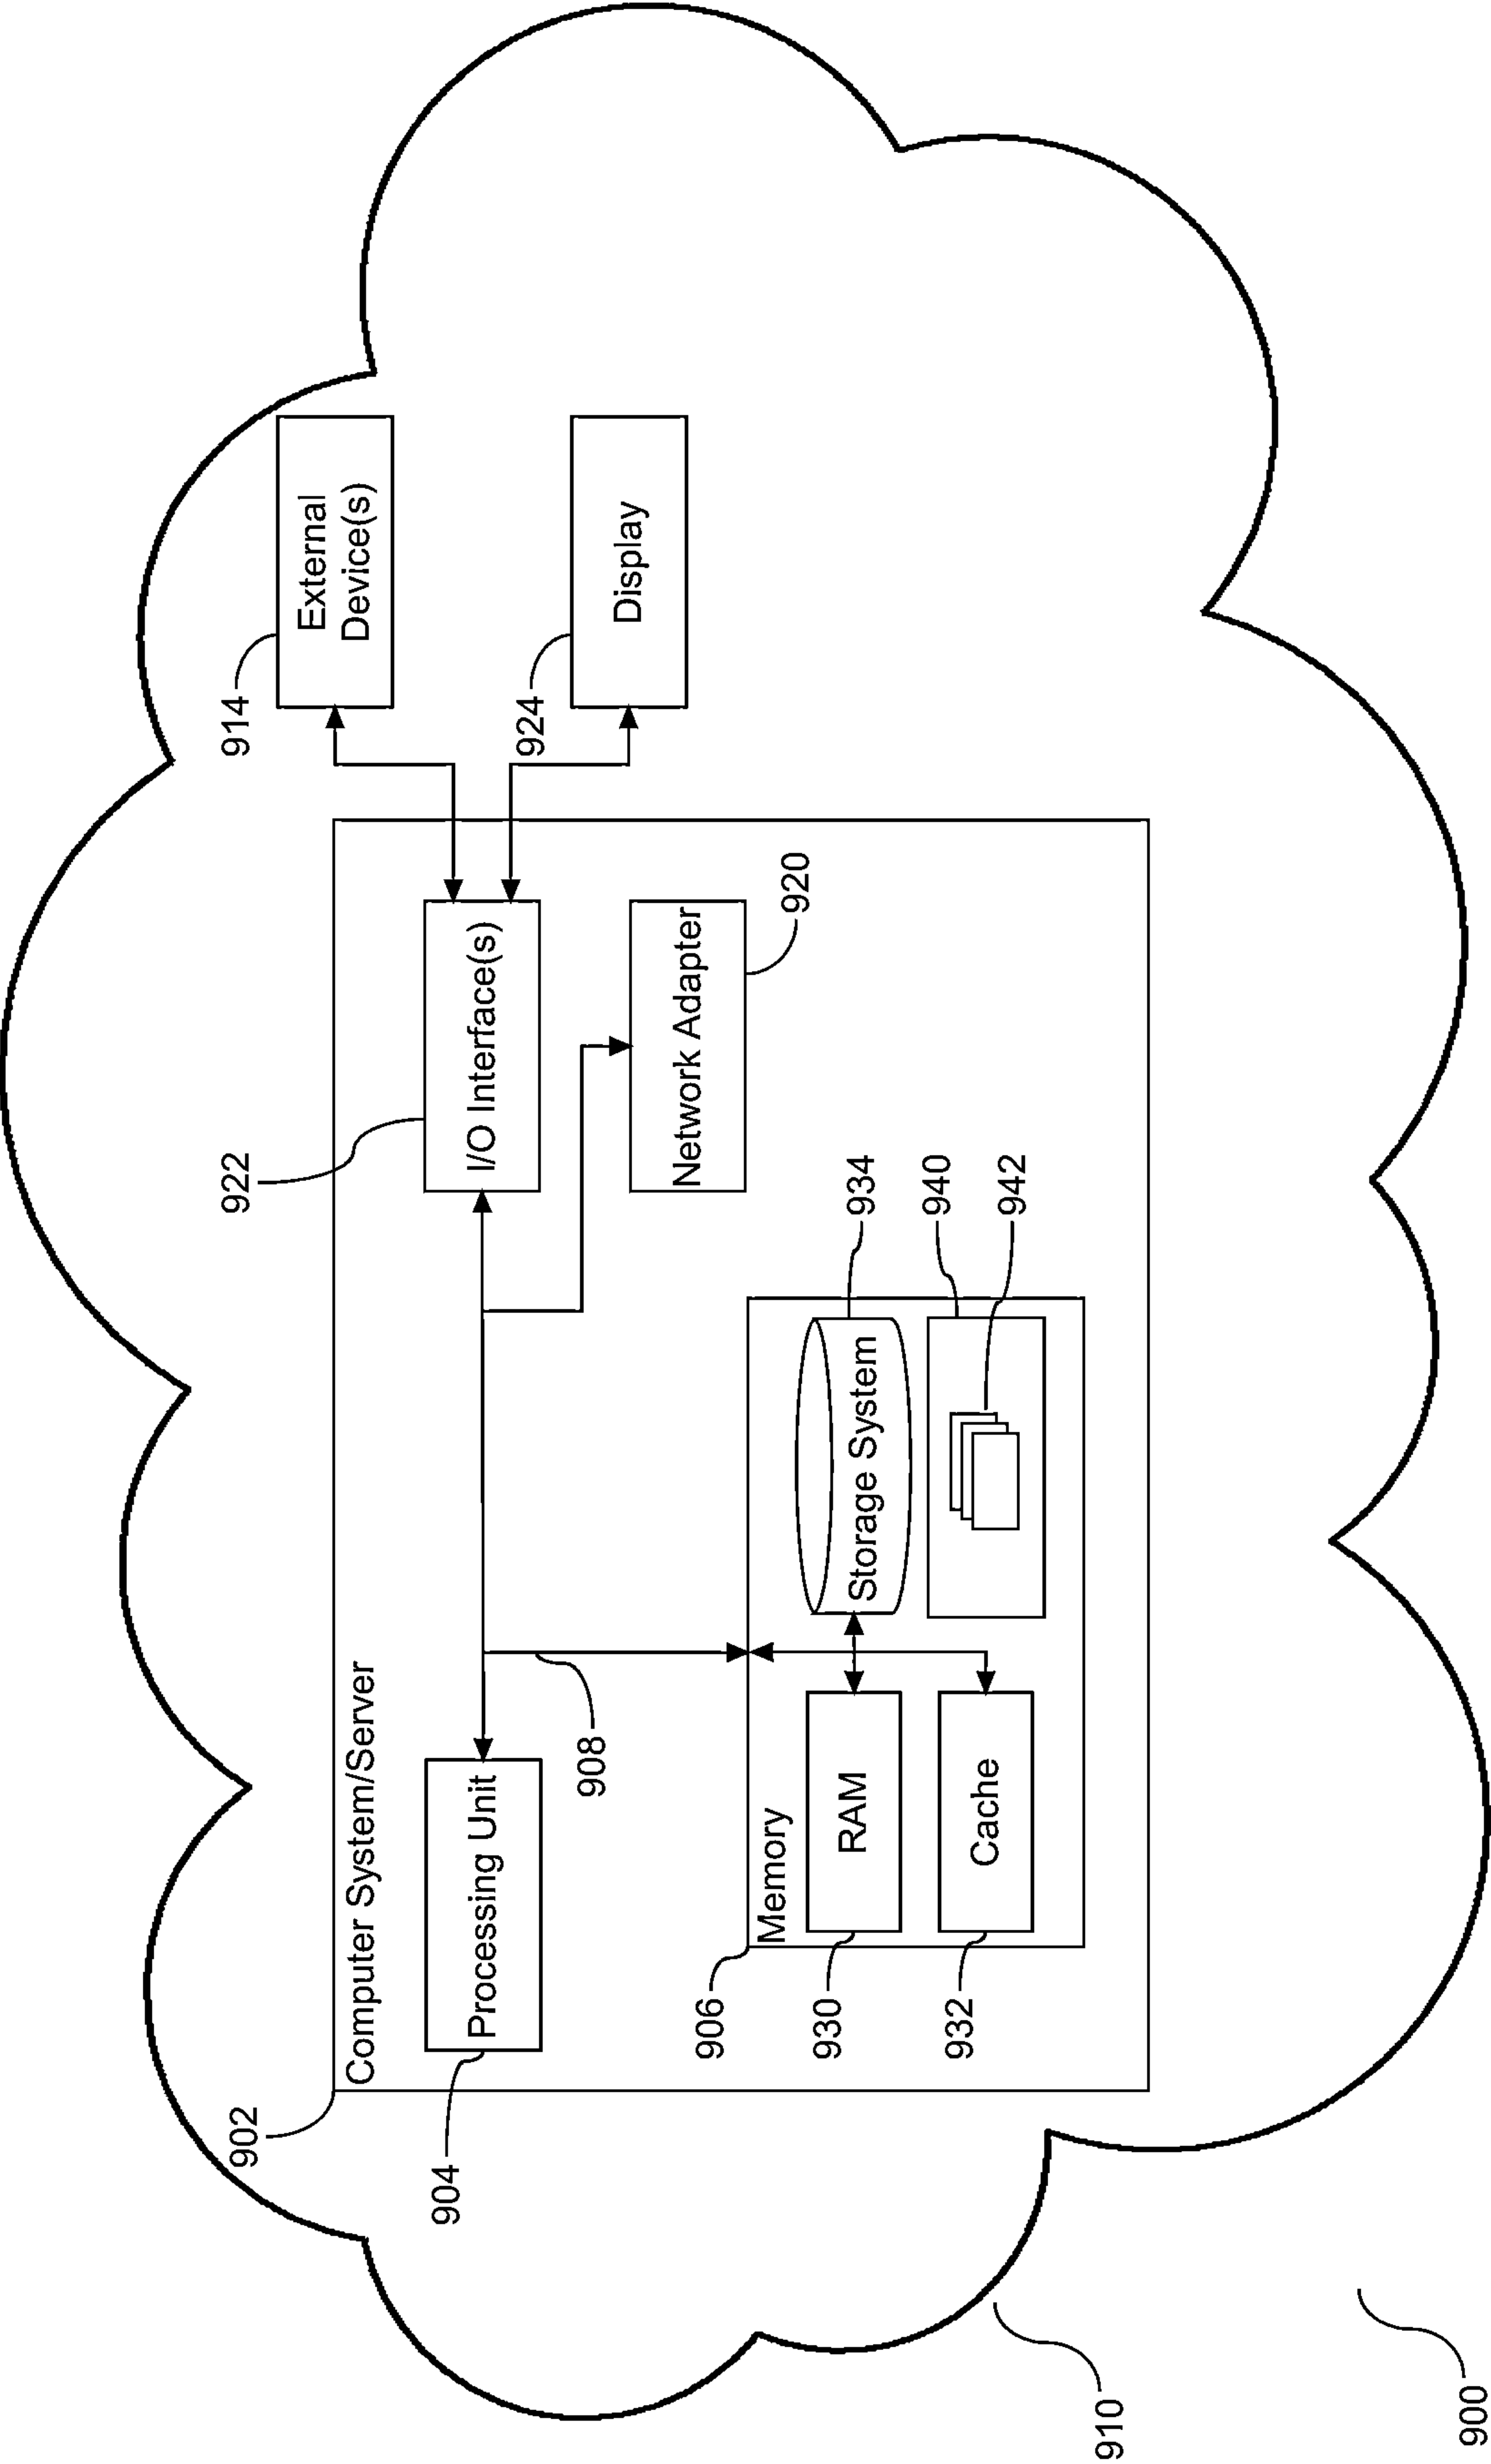 902
Computer System/Server
904
Processing Unit
908
922
I/O Interface(s)
914
External
Device(s)
924
Display
Network Adapter
920
906
Memory
930
RAM
932
Cache
Storage System
934
940
942
910
900